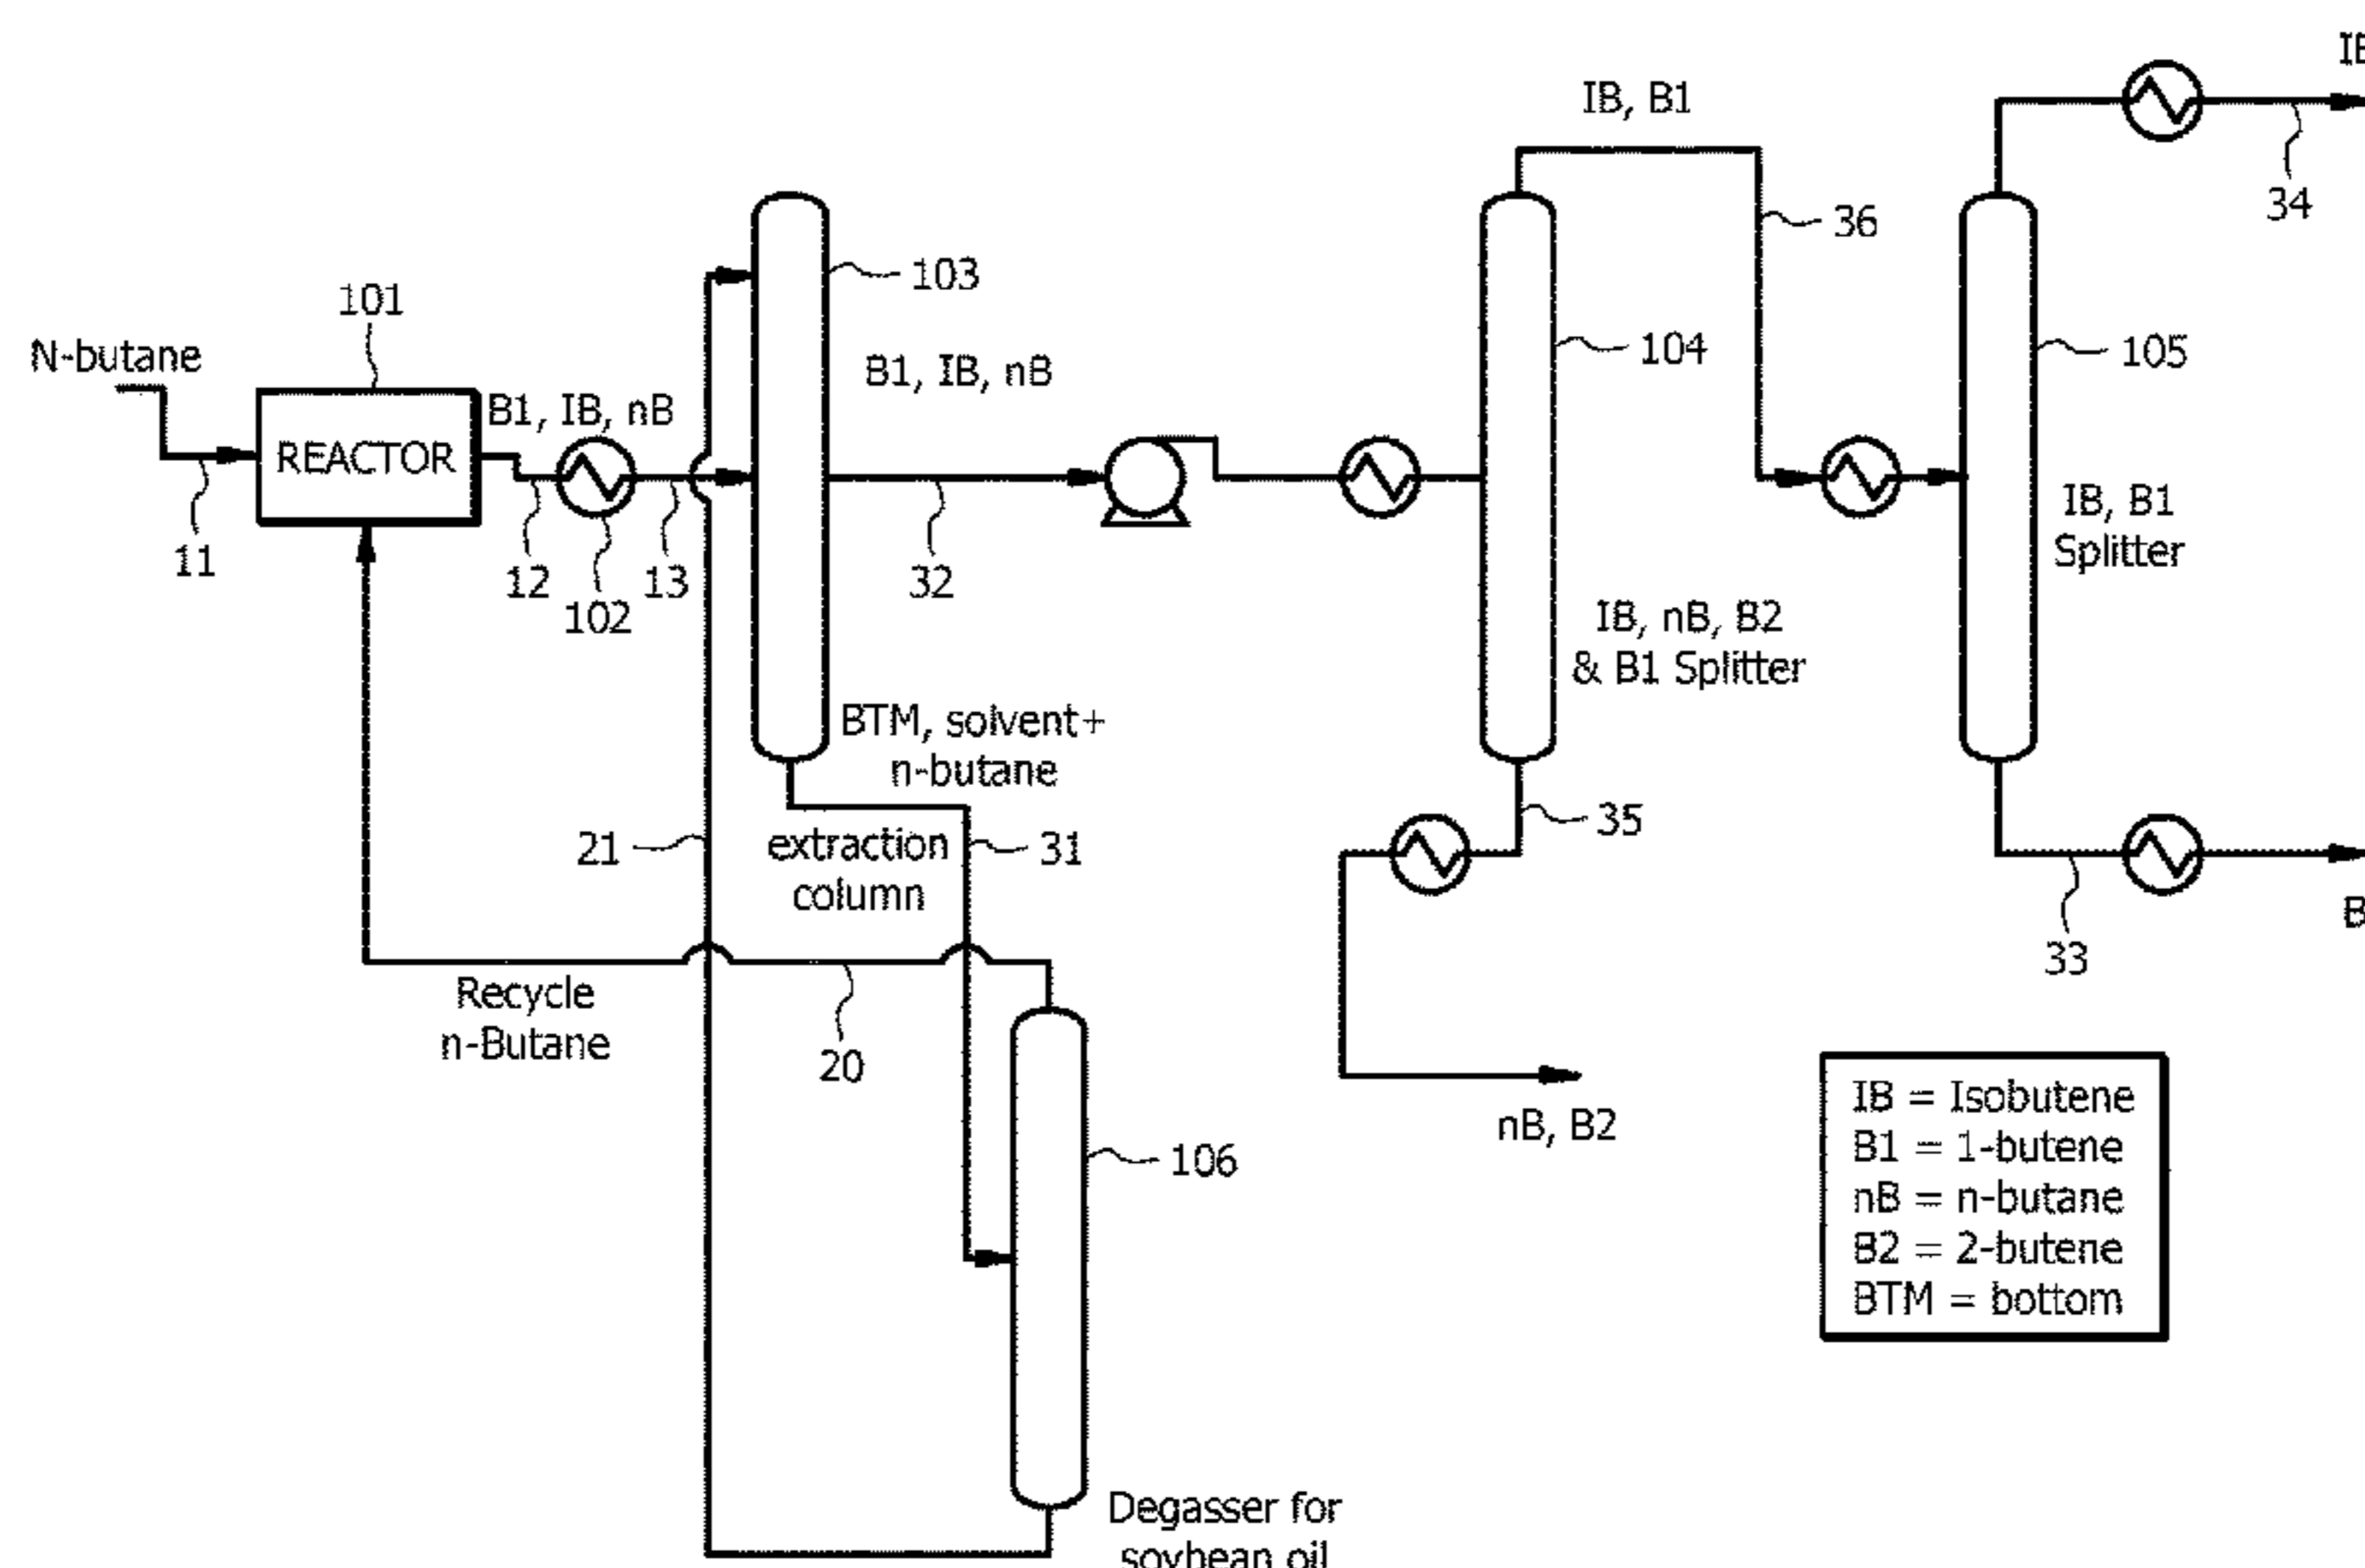 IB, B1
34
36
103
101
N-butane
104
105
B1, IB, nB
B1, IB, nB
REACTOR
IB, B1
Splitter
11
12
13
32
102
IB, nB, B2
& B1 Splitter
BTM, solvent+
n-butane
21
extraction
column
31
35
33
Recycle
n-Butane
20
nB, B2
106
IB = Isobutene
B1 = 1-butene
nB = n-butane
B2 = 2-butene
BTM = bottom
Degasser for
soybean oil